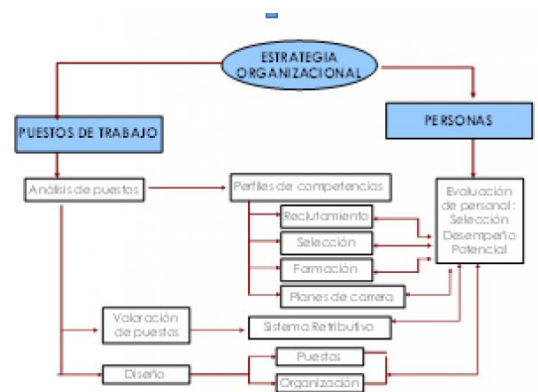 ESTRATEGIA
ORGANIZACIONAL
PUESTOS DE TRABAJO
PERSONAS
Análisis de puestos
Perfiles de competencias
Evaluación
de personal:
Selección
Desempeño
Potencial
Reclutamiento
Selección
Formación
Planes de carrera
Valoración
de puestos
Sistema Retributivo
Diseño
Puestos
Organización